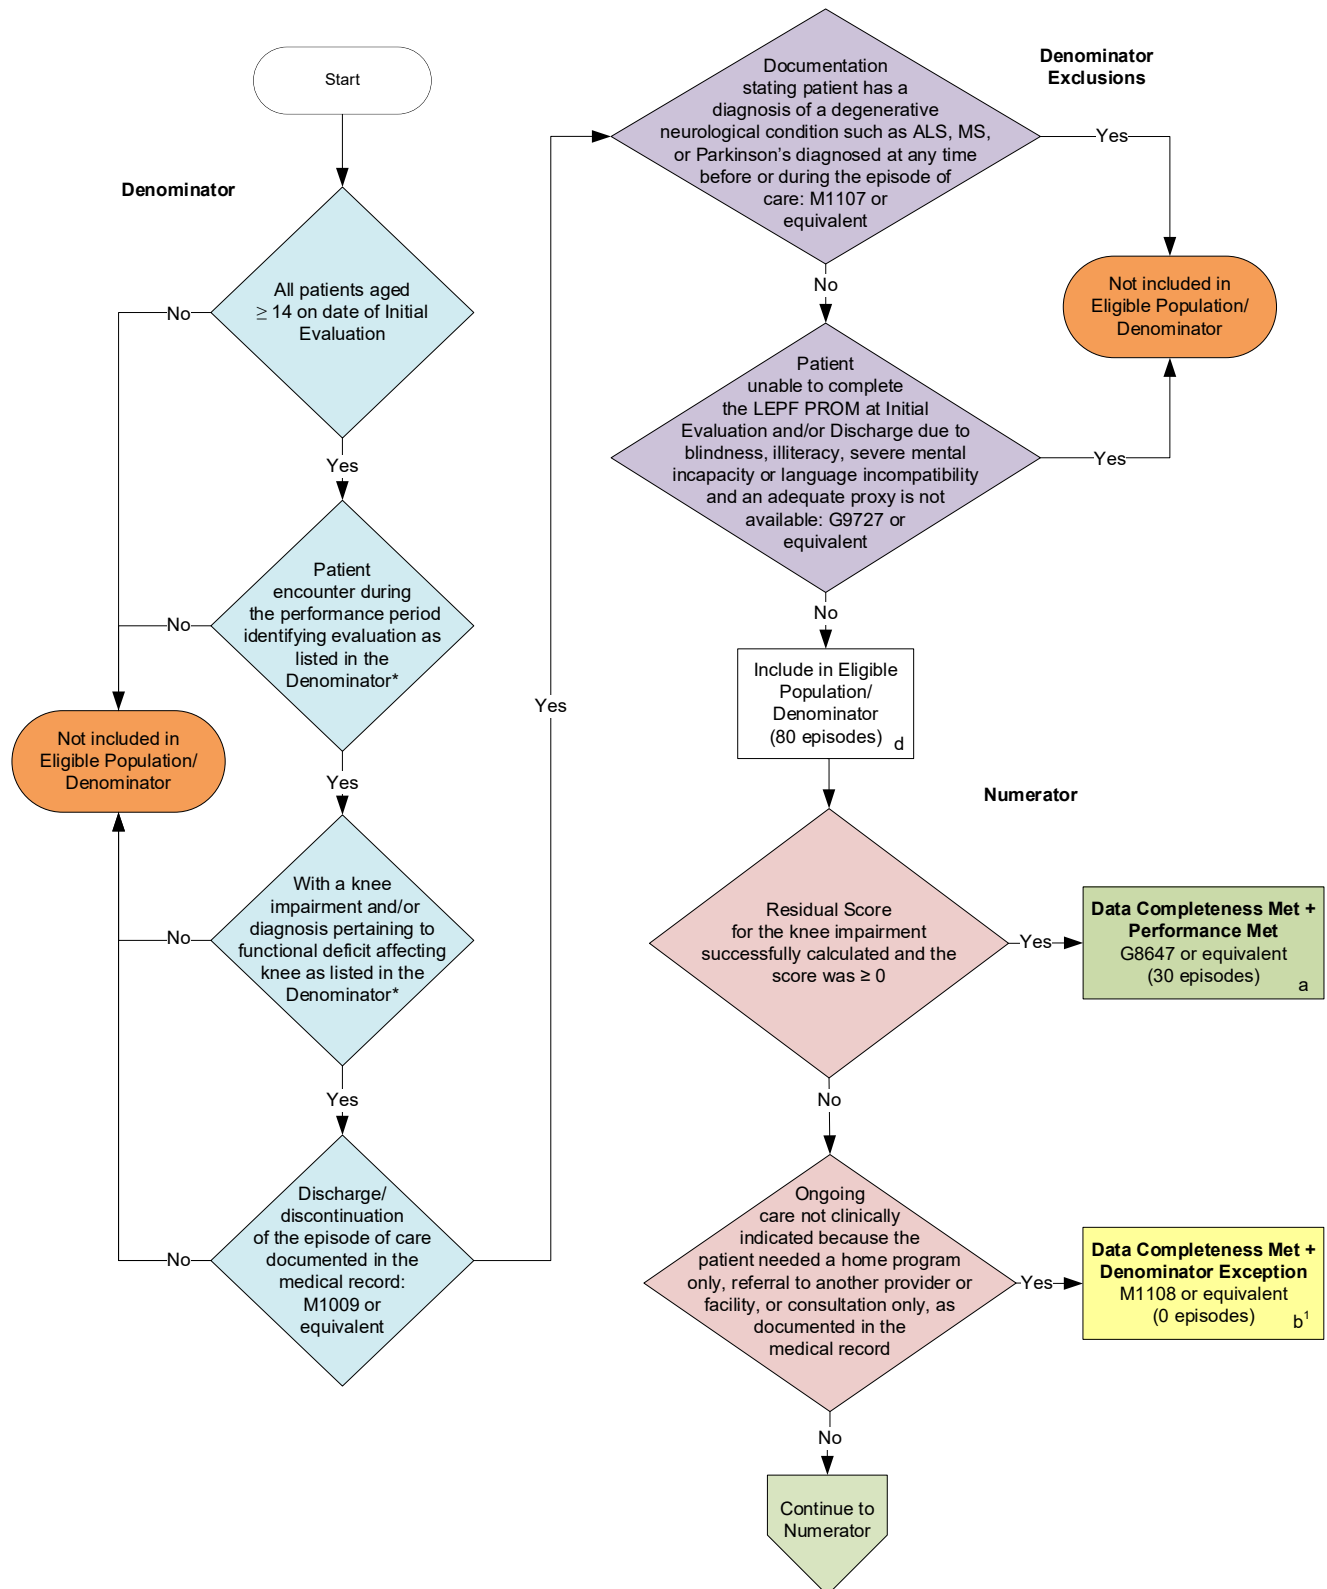 Start
Denominator
All patients aged
≥ 14 on date of Initial
Evaluation
No
Yes
Patient
encounter during
the performance period
identifying evaluation as
listed in the
Denominator*
No
Yes
Not included in
Eligible Population/
Denominator
With a knee
impairment and/or
diagnosis pertaining to
functional deficit affecting
knee as listed in the
Denominator*
No
Yes
Discharge/
discontinuation
of the episode of care
documented in the
medical record:
M1009 or
equivalent
No
Yes
Denominator
Exclusions
Documentation
stating patient has a
diagnosis of a degenerative
neurological condition such as ALS, MS,
or Parkinson's diagnosed at any time
before or during the episode of
care: M1107 or
equivalent
Yes
No
Not included in
Eligible Population/
Denominator
Patient
unable to complete
the LEPF PROM at Initial
Evaluation and/or Discharge due to
blindness, illiteracy, severe mental
incapacity or language incompatibility
and an adequate proxy is not
available: G9727 or
equivalent
Yes
No
Include in Eligible
Population/
Denominator
(80 episodes)
d
Numerator
Residual Score
for the knee impairment
successfully calculated and the
score was ≥ 0
Yes
Data Completeness Met +
Performance Met
G8647 or equivalent
(30 episodes)
a
No
Ongoing
care not clinically
indicated because the
patient needed a home program
only, referral to another provider or
facility, or consultation only, as
documented in the
medical record
Yes
Data Completeness Met +
Denominator Exception
M1108 or equivalent
(0 episodes)
b¹
No
Continue to
Numerator